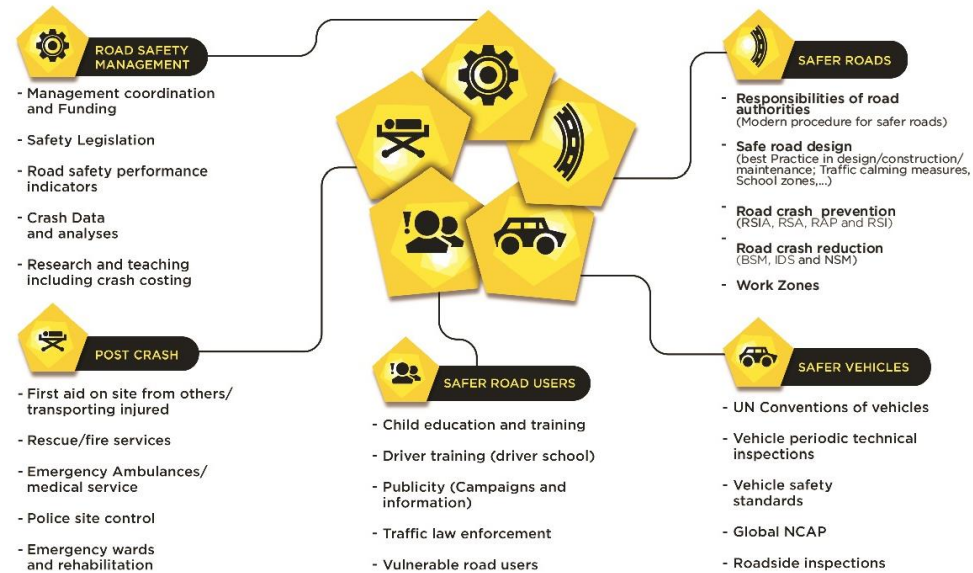 ROAD SAFETY
MANAGEMENT
- Management coordination
and Funding
- Safety Legislation
- Road safety performance
indicators
- Crash Data
and analyses
- Research and teaching
including crash costing
SAFER ROADS
- Responsibilities of road
authorities
(Modern procedure for safer roads)
- Safe road design
(best Practice in design/construction/
maintenance; Traffic calming measures,
School zones,...)
- Road crash prevention
(RSIA, RSA, RAP and RSI)
- Road crash reduction
(BSM, IDS and NSM)
- Work Zones
POST CRASH
- First aid on site from others/
transporting injured
- Rescue/fire services
- Emergency Ambulances/
medical service
- Police site control
- Emergency wards
and rehabilitation
!
SAFER ROAD USERS
- Child education and training
- Driver training (driver school)
- Publicity (Campaigns and
information)
- Traffic law enforcement
- Vulnerable road users
SAFER VEHICLES
- UN Conventions of vehicles
- Vehicle periodic technical
inspections
- Vehicle safety
standards
- Global NCAP
- Roadside inspections